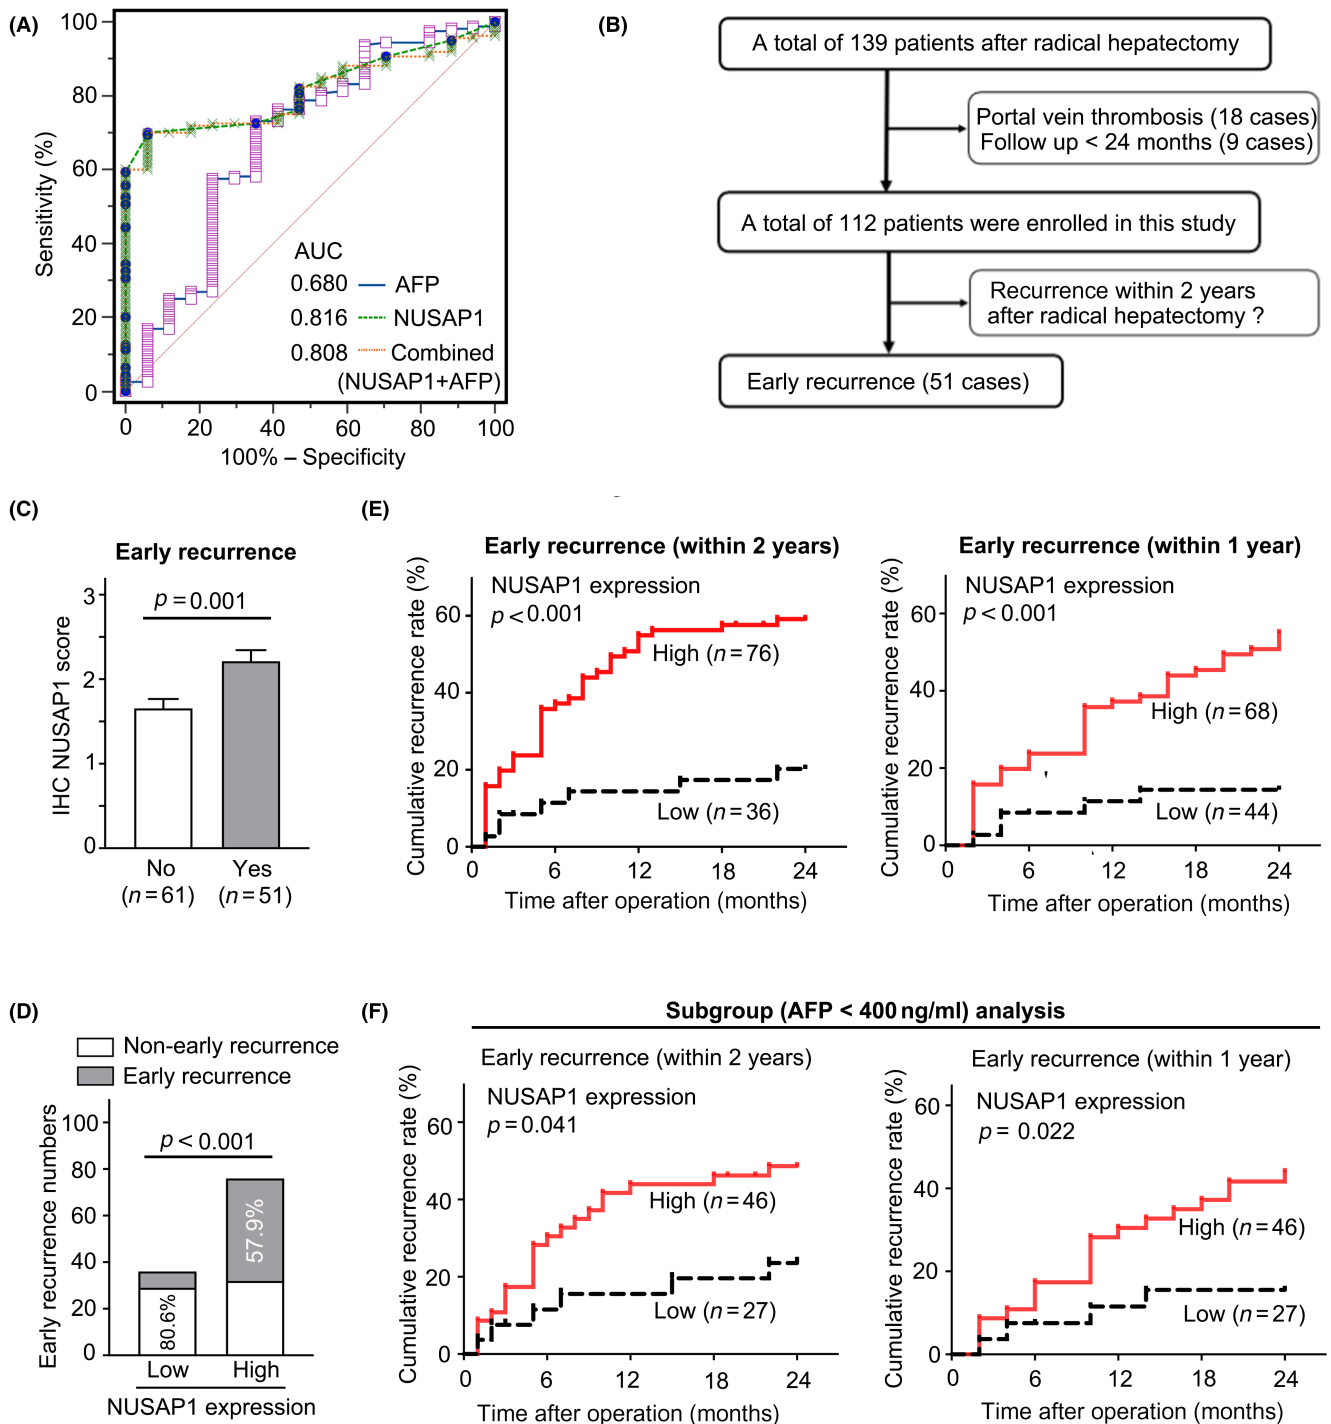 (A)
100
80
60
40
20
0
Sensitivity (%)
AUC
0.680 AFP
0.816 NUSAP1
0.808 Combined
(NUSAP1+AFP)
0 20 40 60 80 100
100% – Specificity
(B)
A total of 139 patients after radical hepatectomy
Portal vein thrombosis (18 cases)
Follow up < 24 months (9 cases)
A total of 112 patients were enrolled in this study
Recurrence within 2 years
after radical hepatectomy ?
Early recurrence (51 cases)
(C)
Early recurrence
p = 0.001
3
2
1
0
IHC NUSAP1 score
No Yes
(n = 61) (n = 51)
(E)
Early recurrence (within 2 years)
NUSAP1 expression
p < 0.001
60
40
20
0
Cumulative recurrence rate (%)
High (n = 76)
Low (n = 36)
0 6 12 18 24
Time after operation (months)
Early recurrence (within 1 year)
NUSAP1 expression
p < 0.001
60
40
20
0
Cumulative recurrence rate (%)
High (n = 68)
Low (n = 44)
0 6 12 18 24
Time after operation (months)
(D)
Non-early recurrence
Early recurrence
100
80
60
40
20
0
Early recurrence numbers
p < 0.001
80.6%
57.9%
Low High
NUSAP1 expression
(F)
Subgroup (AFP < 400 ng/ml) analysis
Early recurrence (within 2 years)
NUSAP1 expression
p = 0.041
60
40
20
0
Cumulative recurrence rate (%)
High (n = 46)
Low (n = 27)
0 6 12 18 24
Time after operation (months)
Early recurrence (within 1 year)
NUSAP1 expression
p = 0.022
60
40
20
0
Cumulative recurrence rate (%)
High (n = 46)
Low (n = 27)
0 6 12 18 24
Time after operation (months)